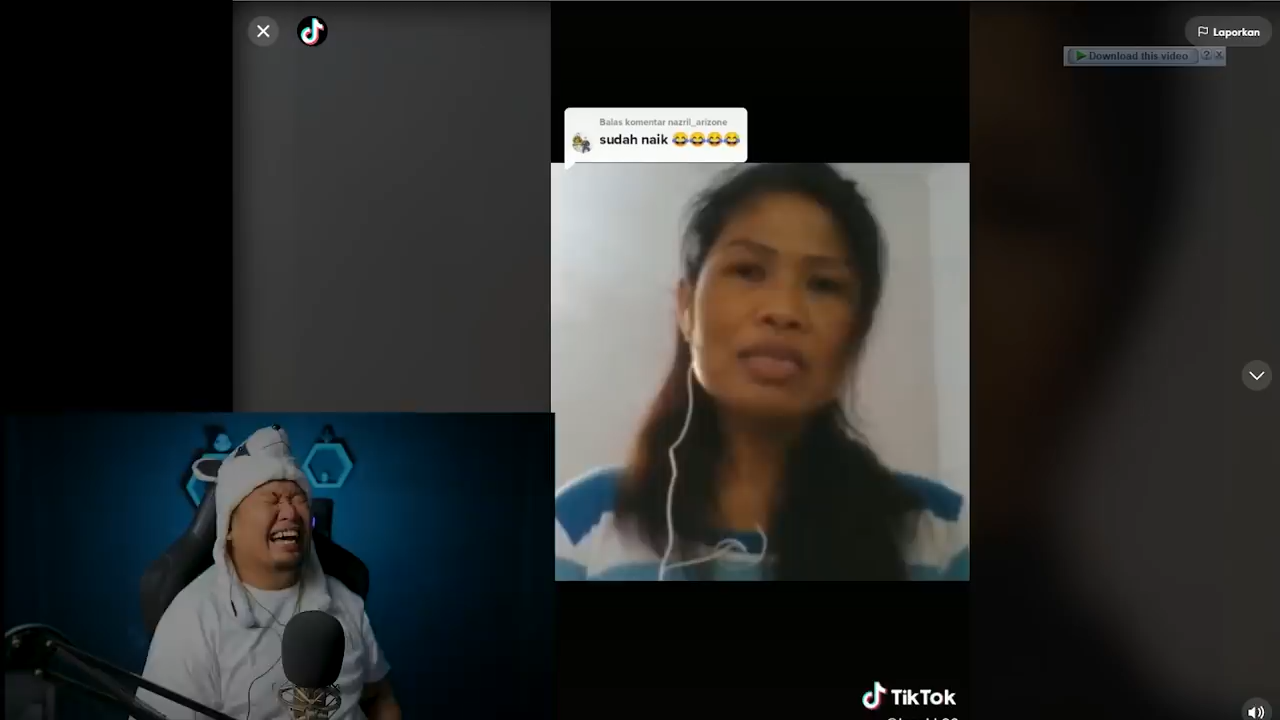 Laporkan
Download this video
?
Balas komentar nazril_arizone
sudah naik 😂😂😂😂
TikTok